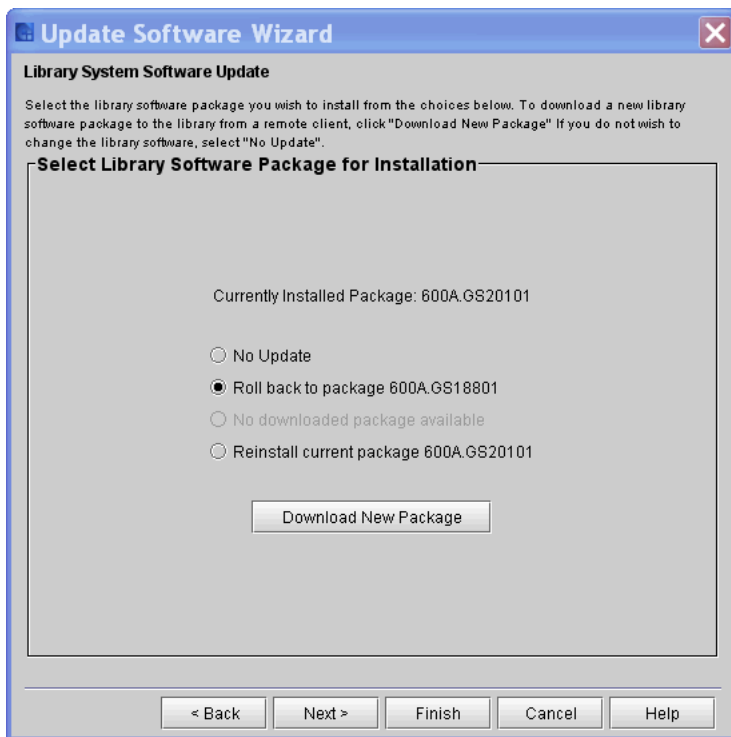 Update Software Wizard
Library System Software Update
Select the library software package you wish to install from the choices below. To download a new library
software package to the library from a remote client, click "Download New Package" If you do not wish to
change the library software, select "No Update".
Select Library Software Package for Installation
Currently Installed Package: 600A.GS20101
No Update
Roll back to package 600A.GS18801
No downloaded package available
Reinstall current package 600A.GS20101
Download New Package
< Back Next > Finish Cancel Help